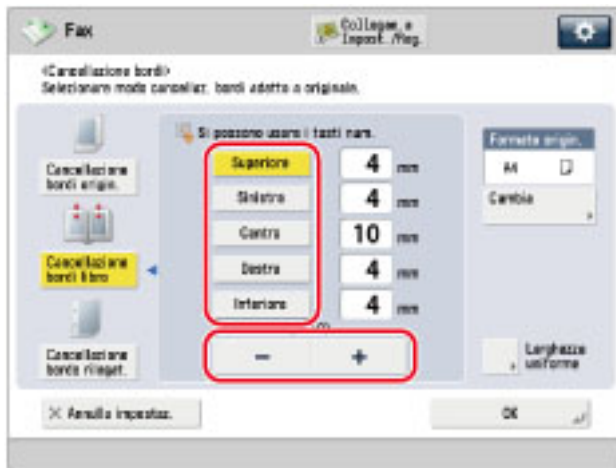 Fax
Collegam. a
Impost./Reg.
<Cancellazione bordi>
Selezionare modo cancellaz. bordi adatto a originale.
Si possono usare i tasti num.
Cancellazione
bordi origin.
Cancellazione
bordi libro
Cancellazione
bordo rilegat.
Superiore
4 mm
Sinistro
4 mm
Centro
10 mm
Destro
4 mm
Inferiore
4 mm
-
+
Formato origin.
A4
Cambia
Larghezza
uniforme
Annulla impostaz.
OK